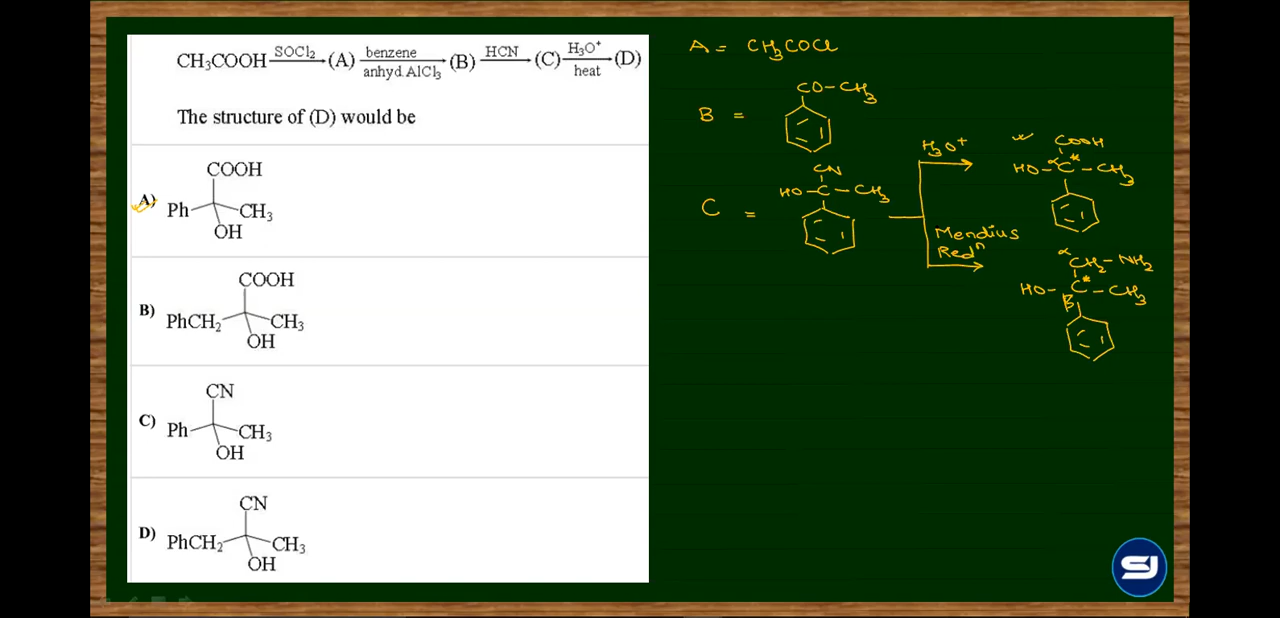 CH₃COOH —SOCl₂→ (A) —benzene / anhyd.AlCl₃→ (B) —HCN→ (C) —H₃O⁺ / heat→ (D)
The structure of (D) would be
A)
COOH
Ph CH₃
OH
B)
COOH
PhCH₂ CH₃
OH
C)
CN
Ph CH₃
OH
D)
CN
PhCH₂ CH₃
OH
A = CH₃COCl
CO–CH₃
B =
CN
HO–C–CH₃
C =
H₃O⁺
COOH
α *
HO–C–CH₃
Mendius
Redⁿ
α
CH₂–NH₂
HO–C*–CH₃
β
SJ